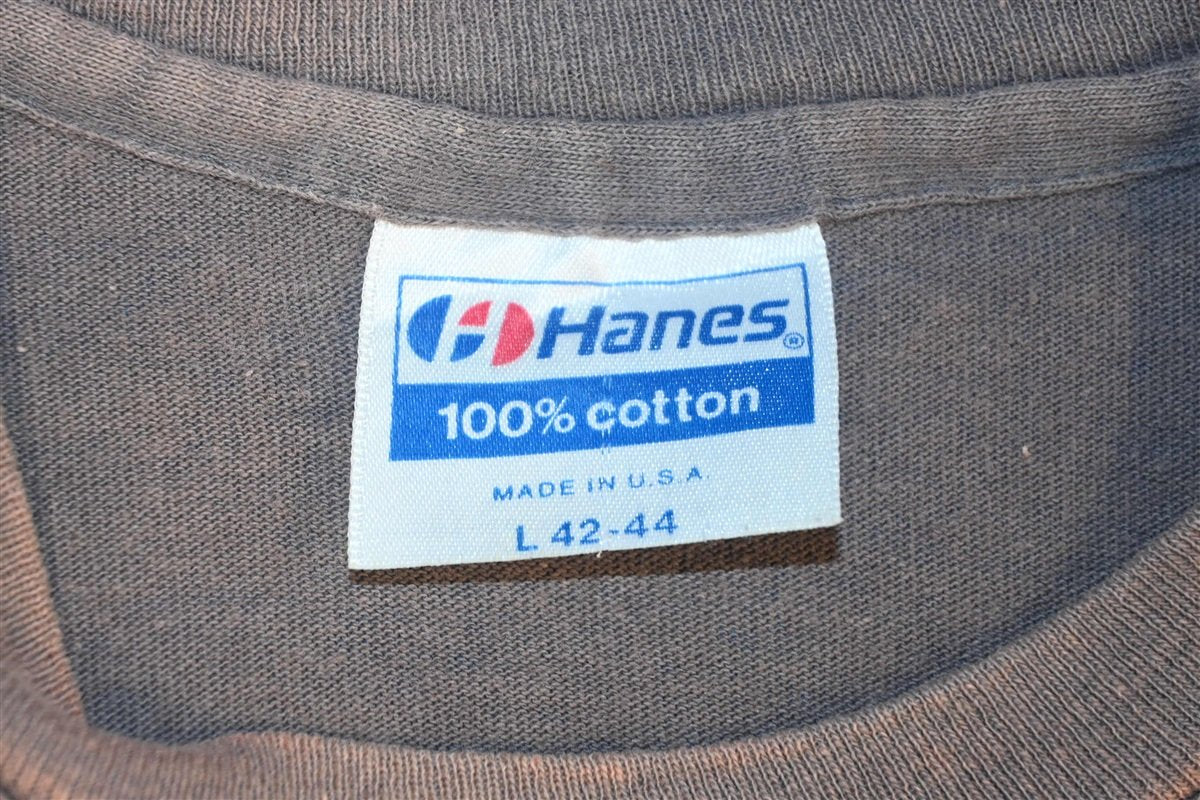 Hanes®
100% cotton
MADE IN U.S.A.
L 42-44